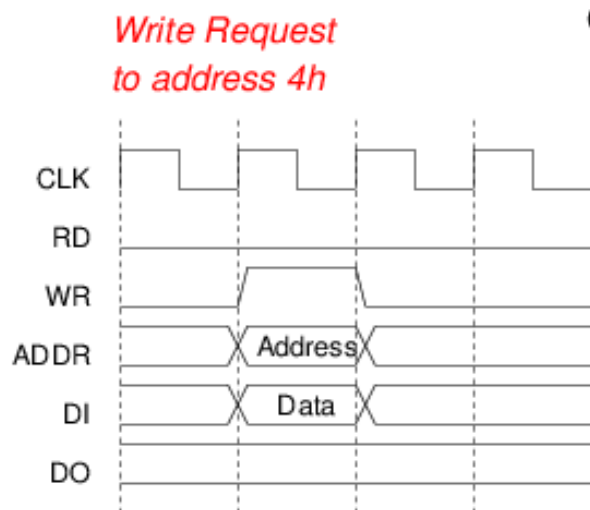 Write Request
to address 4h
CLK
RD
WR
ADDR Address
DI Data
DO